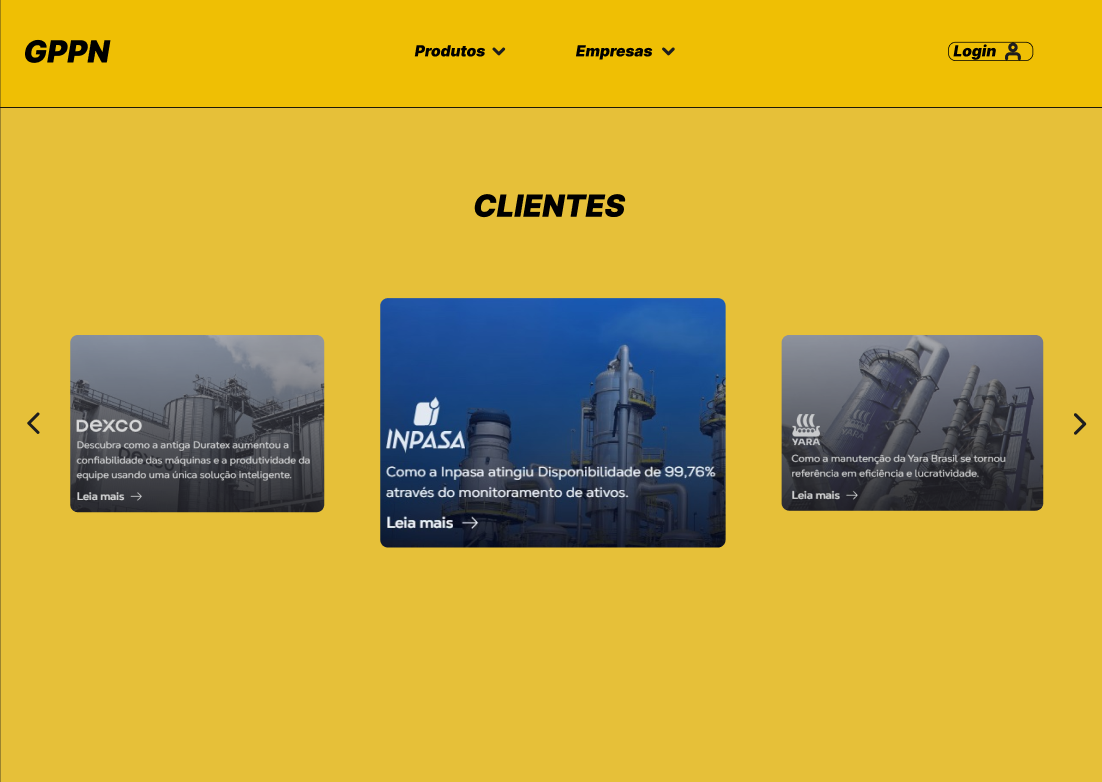 GPPN
Produtos
Empresas
Login
CLIENTES
Dexco
Descubra como a antiga Duratex aumentou a
confiabilidade das máquinas e a produtividade da
equipe usando uma única solução inteligente.
Leia mais
INPASA
Como a Inpasa atingiu Disponibilidade de 99,76%
através do monitoramento de ativos.
Leia mais
YARA
YARA
Como a manutenção da Yara Brasil se tornou
referência em eficiência e lucratividade.
Leia mais